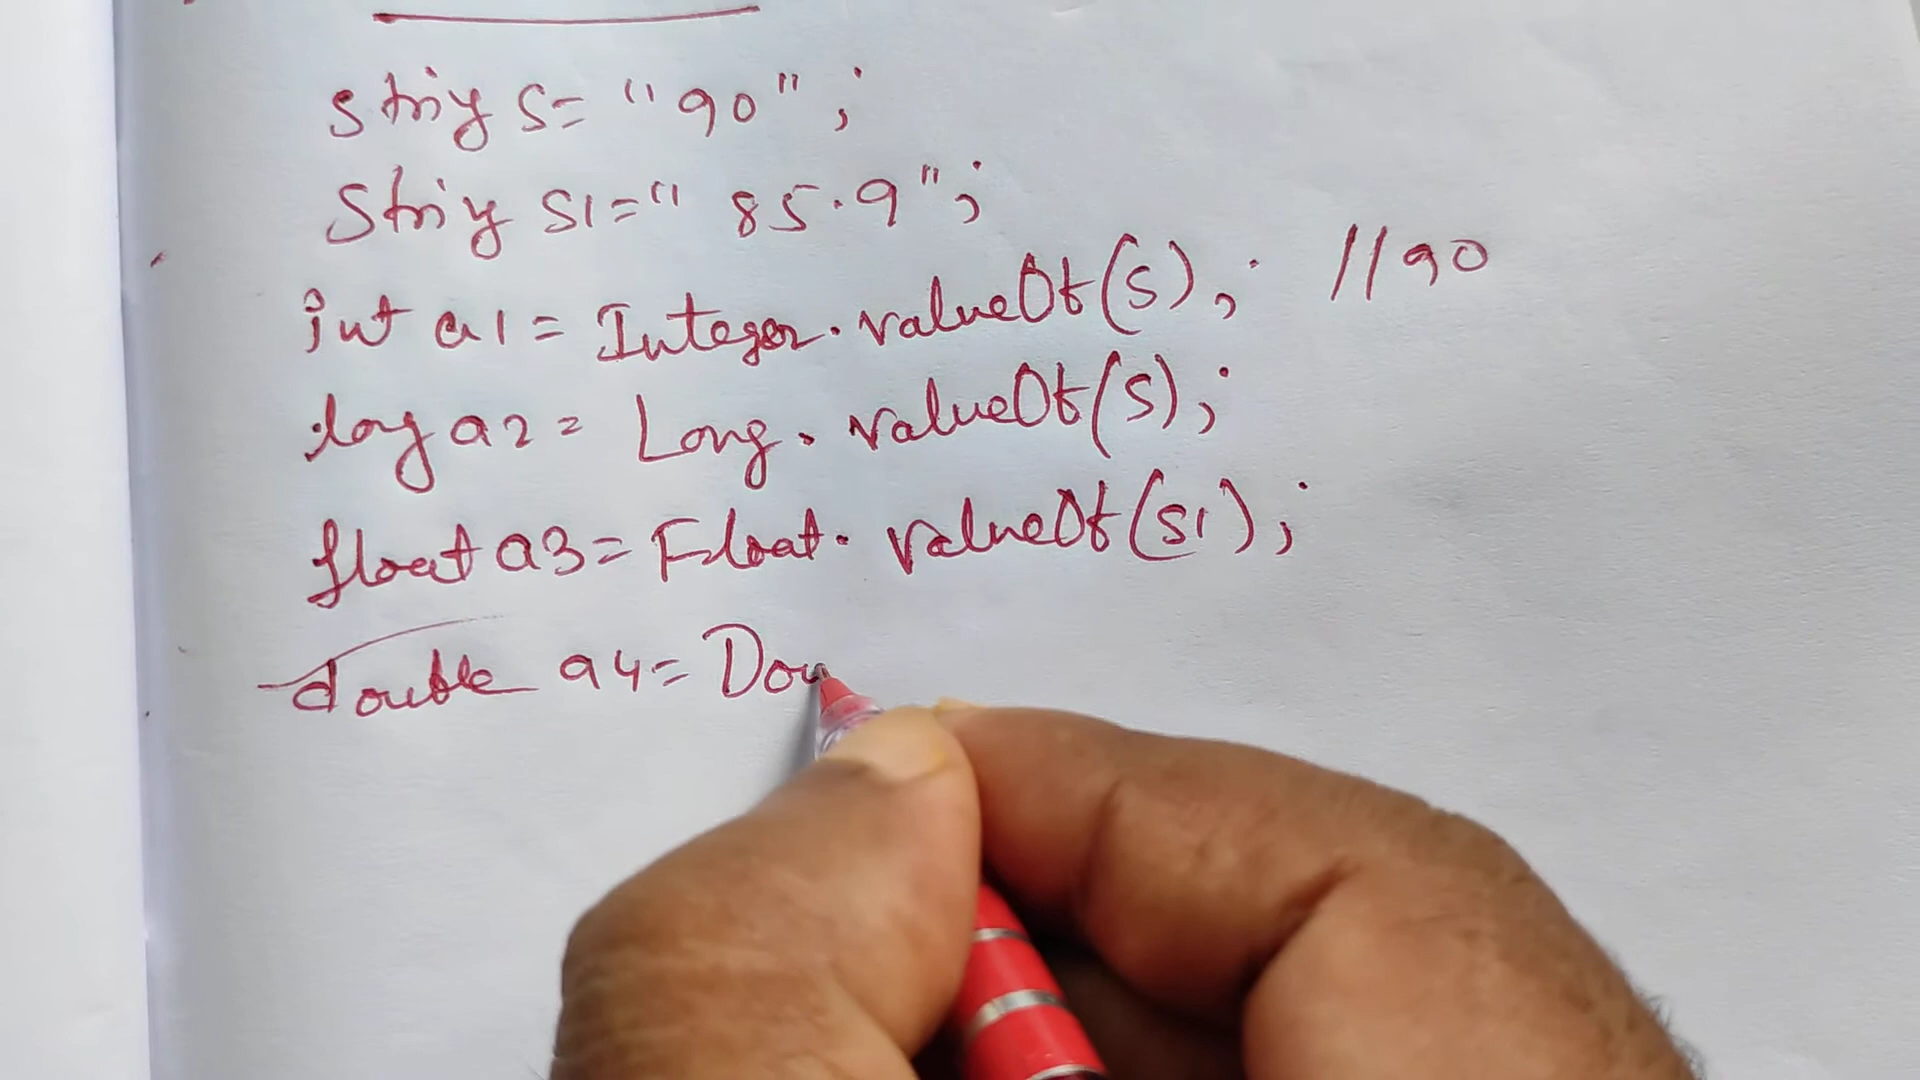 String S= "90";
String S1=" 85.9";
int a1 = Integer.valueOf(S); //90
long a2 = Long.valueOf(S);
float a3 = Float.valueOf(S1);
double a4= Dou